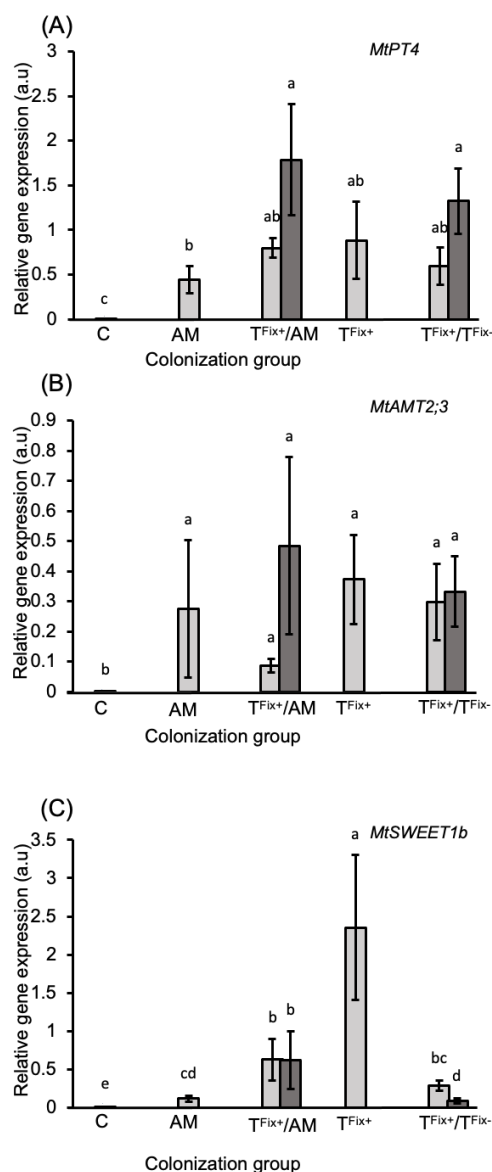 (A)
MtPT4
3
2.5
2
1.5
1
0.5
0
Relative gene expression (a.u)
c
b
ab
a
ab
ab
a
C AM TFix+/AM TFix+ TFix+/TFix-
Colonization group
(B)
MtAMT2;3
0.9
0.8
0.7
0.6
0.5
0.4
0.3
0.2
0.1
0
Relative gene expression (a.u)
b
a
a
a
a
a
a
C AM TFix+/AM TFix+ TFix+/TFix-
Colonization group
(C)
MtSWEET1b
3.5
3
2.5
2
1.5
1
0.5
0
Relative gene expression (a.u)
e
cd
b
b
a
bc
d
C AM TFix+/AM TFix+ TFix+/TFix-
Colonization group